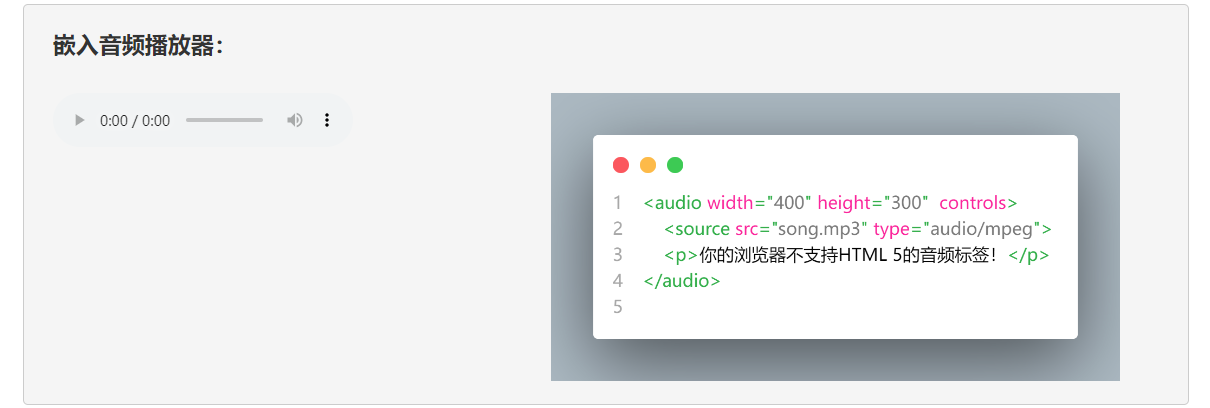 嵌入音频播放器：
0:00 / 0:00
1 <audio width="400" height="300"  controls>
2     <source src="song.mp3" type="audio/mpeg">
3     <p>你的浏览器不支持HTML 5的音频标签！</p>
4 </audio>
5